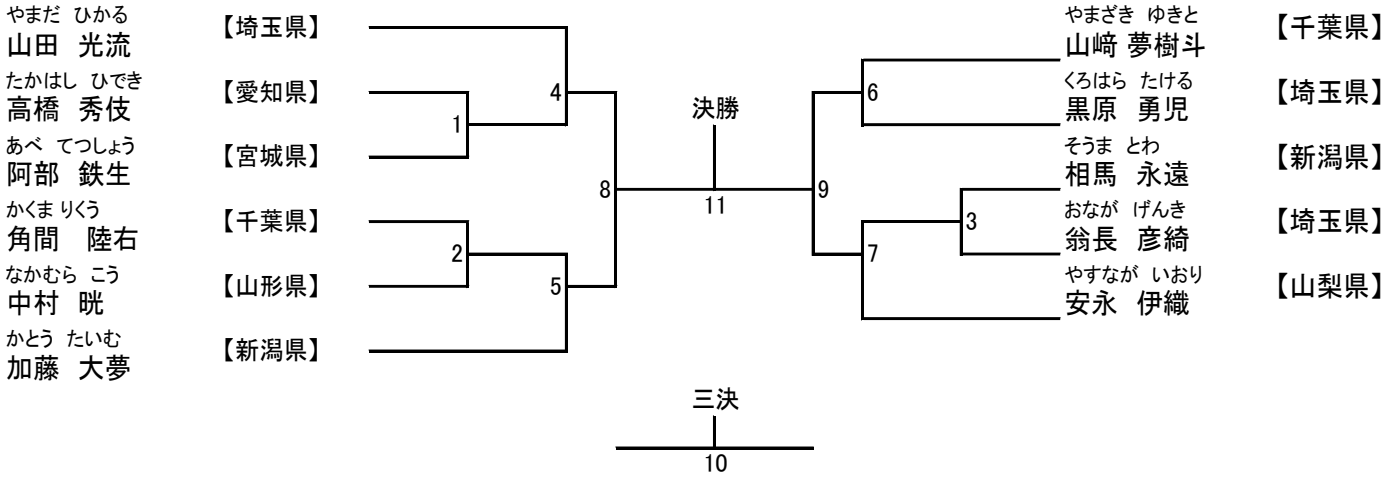 やまだ ひかる
山田 光流 【埼玉県】
たかはし ひでき
高橋 秀伎 【愛知県】
あべ てつしょう
阿部 鉄生 【宮城県】
かくま りくう
角間 陸右 【千葉県】
なかむら こう
中村 晄 【山形県】
かとう たいむ
加藤 大夢 【新潟県】
1
2
4
5
8
決勝
11
9
6
7
3
やまざき ゆきと
山﨑 夢樹斗 【千葉県】
くろはら たける
黒原 勇児 【埼玉県】
そうま とわ
相馬 永遠 【新潟県】
おなが げんき
翁長 彦綺 【埼玉県】
やすなが いおり
安永 伊織 【山梨県】
三決
10